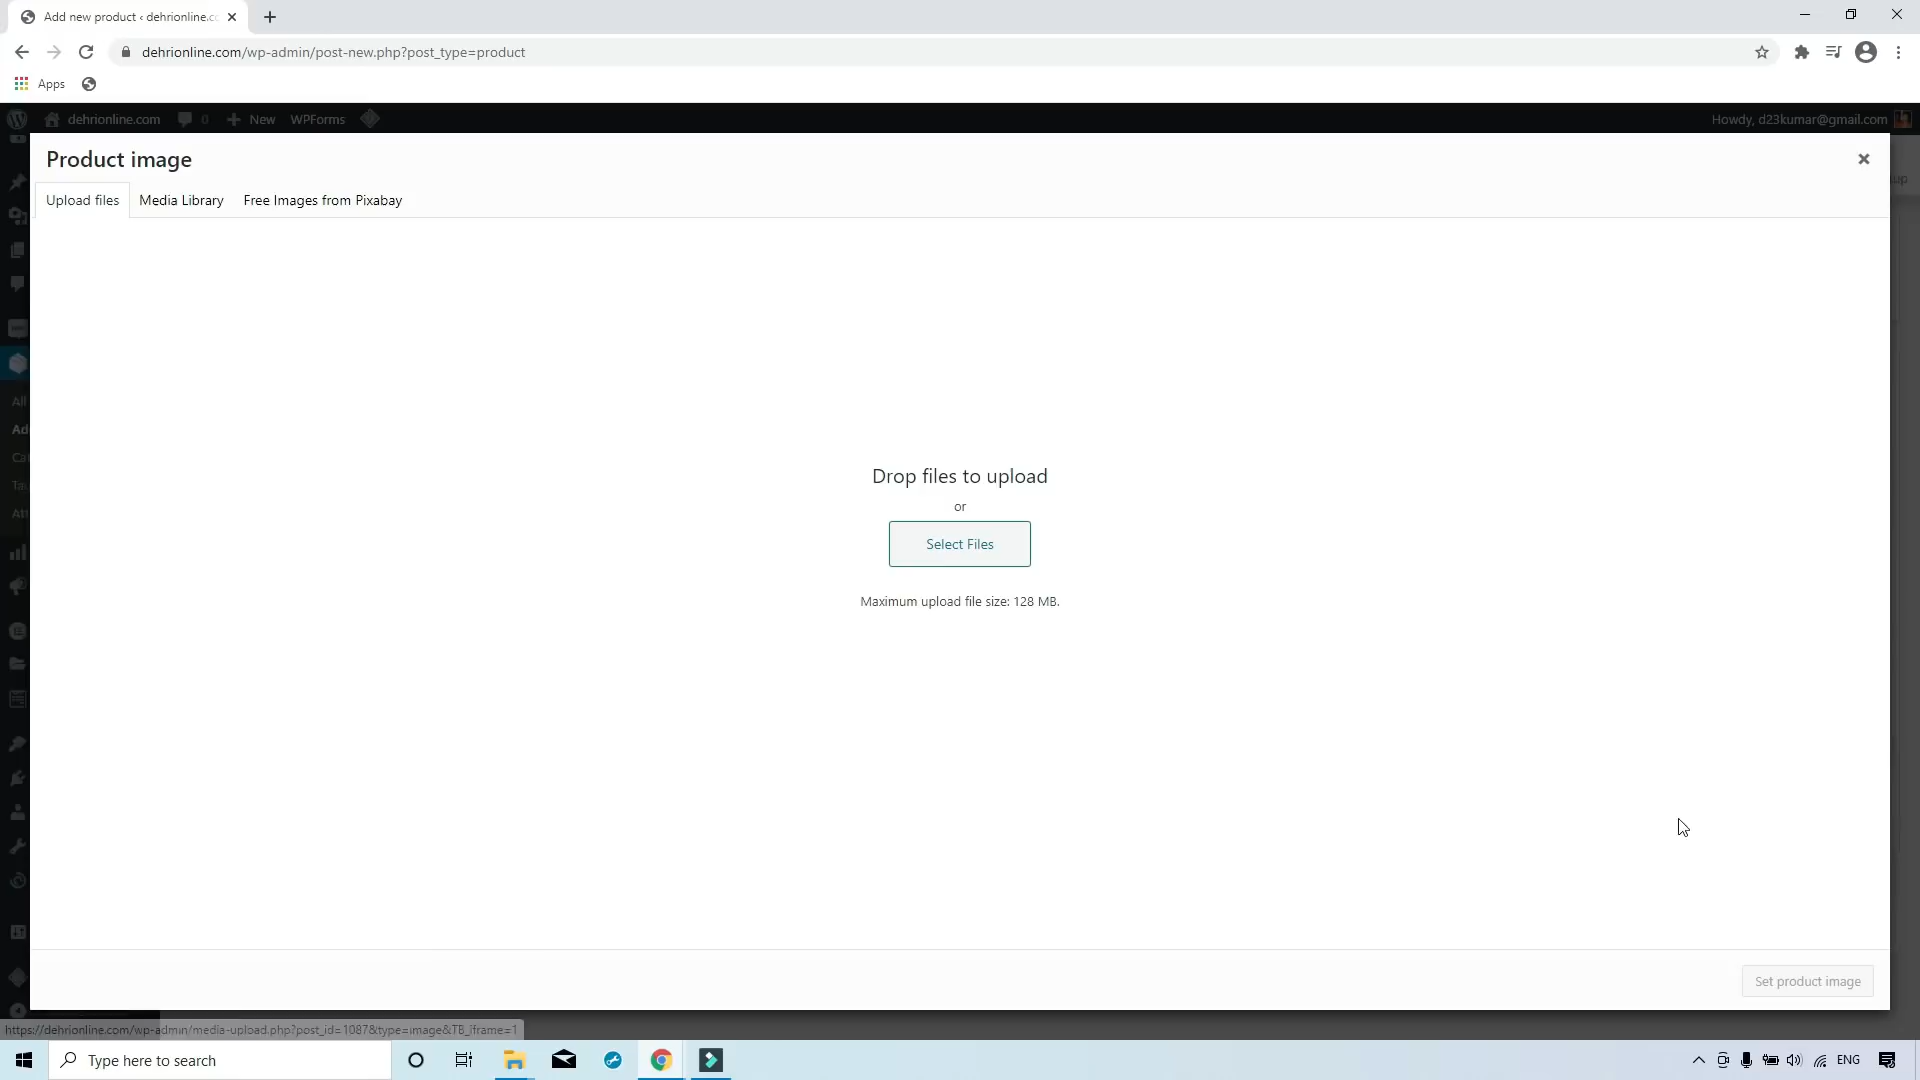 Add new product ‹ dehrionline.c
dehrionline.com/wp-admin/post-new.php?post_type=product
Apps
dehrionline.com 0 New WPForms
Howdy, d23kumar@gmail.com
Product image
Upload files Media Library Free Images from Pixabay
All
Drop files to upload
or
Select Files
Maximum upload file size: 128 MB.
Set product image
https://dehrionline.com/wp-admin/media-upload.php?post_id=1087&type=image&TB_iframe=1
Type here to search
ENG